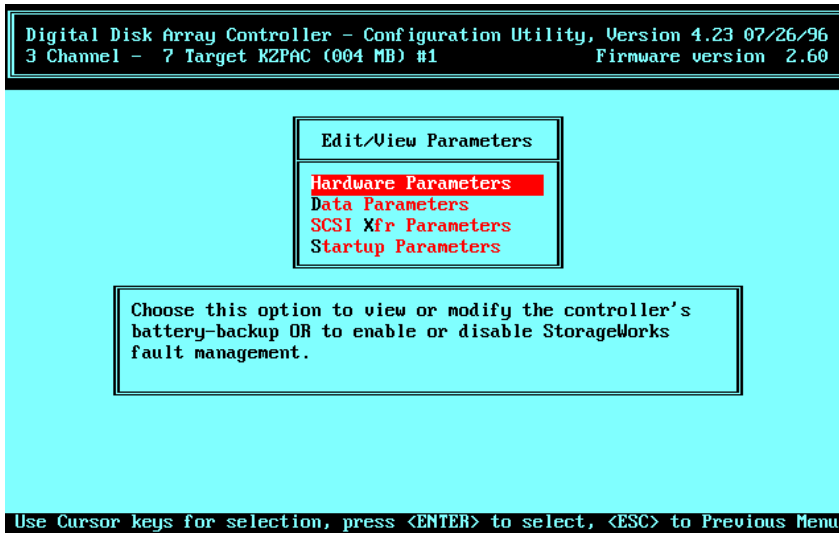 Digital Disk Array Controller - Configuration Utility, Version 4.23 07/26/96
3 Channel - 7 Target KZPAC (004 MB) #1 Firmware version 2.60
Edit/View Parameters
Hardware Parameters
Data Parameters
SCSI Xfr Parameters
Startup Parameters
Choose this option to view or modify the controller's
battery-backup OR to enable or disable StorageWorks
fault management.
Use Cursor keys for selection, press <ENTER> to select, <ESC> to Previous Menu